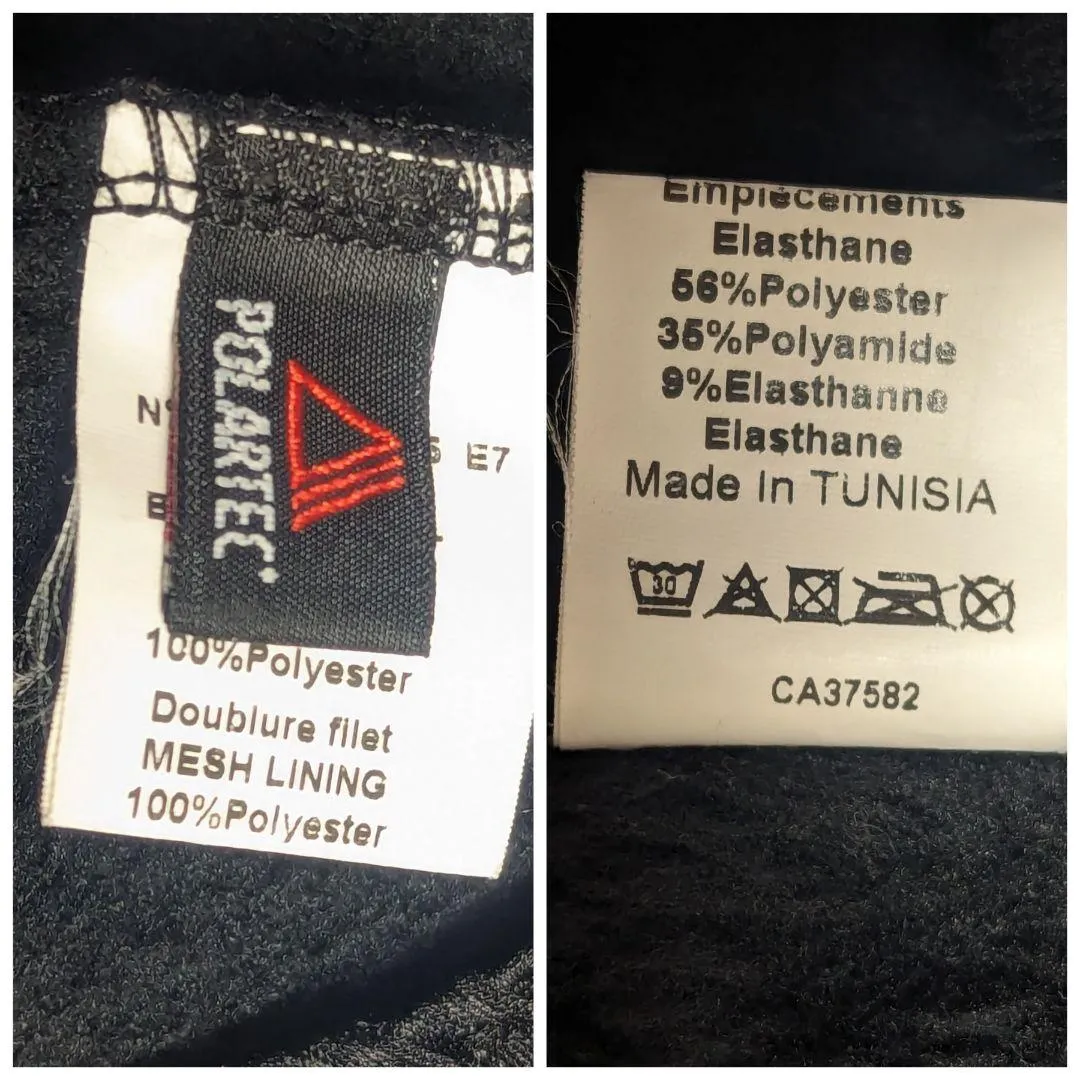 POLARTEC
E7
100%Polyester
Doublure filet
MESH LINING
100%Polyester
Empiècements
Elasthane
56%Polyester
35%Polyamide
9%Elasthanne
Elasthane
Made In TUNISIA
30
CA37582